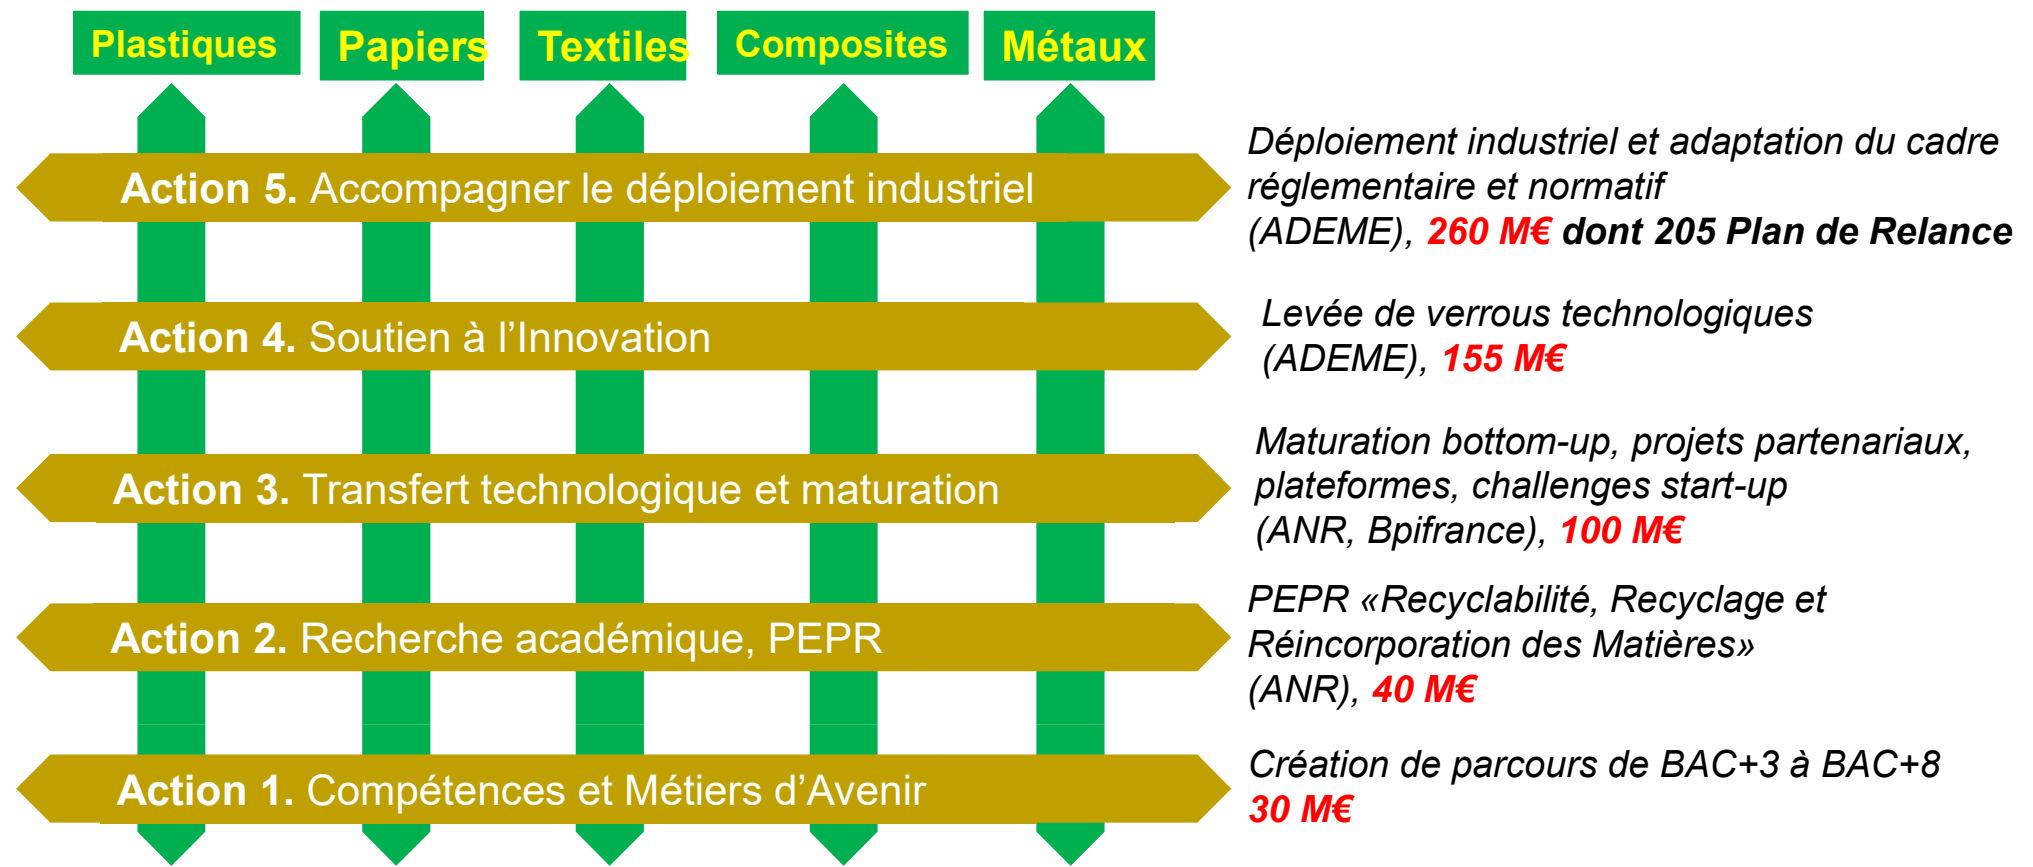 Plastiques
Papiers
Textiles
Composites
Métaux
Action 5. Accompagner le déploiement industriel
Déploiement industriel et adaptation du cadre
réglementaire et normatif
(ADEME), 260 M€ dont 205 Plan de Relance
Action 4. Soutien à l’Innovation
Levée de verrous technologiques
(ADEME), 155 M€
Action 3. Transfert technologique et maturation
Maturation bottom-up, projets partenariaux,
plateformes, challenges start-up
(ANR, Bpifrance), 100 M€
Action 2. Recherche académique, PEPR
PEPR «Recyclabilité, Recyclage et
Réincorporation des Matières»
(ANR), 40 M€
Action 1. Compétences et Métiers d’Avenir
Création de parcours de BAC+3 à BAC+8
30 M€